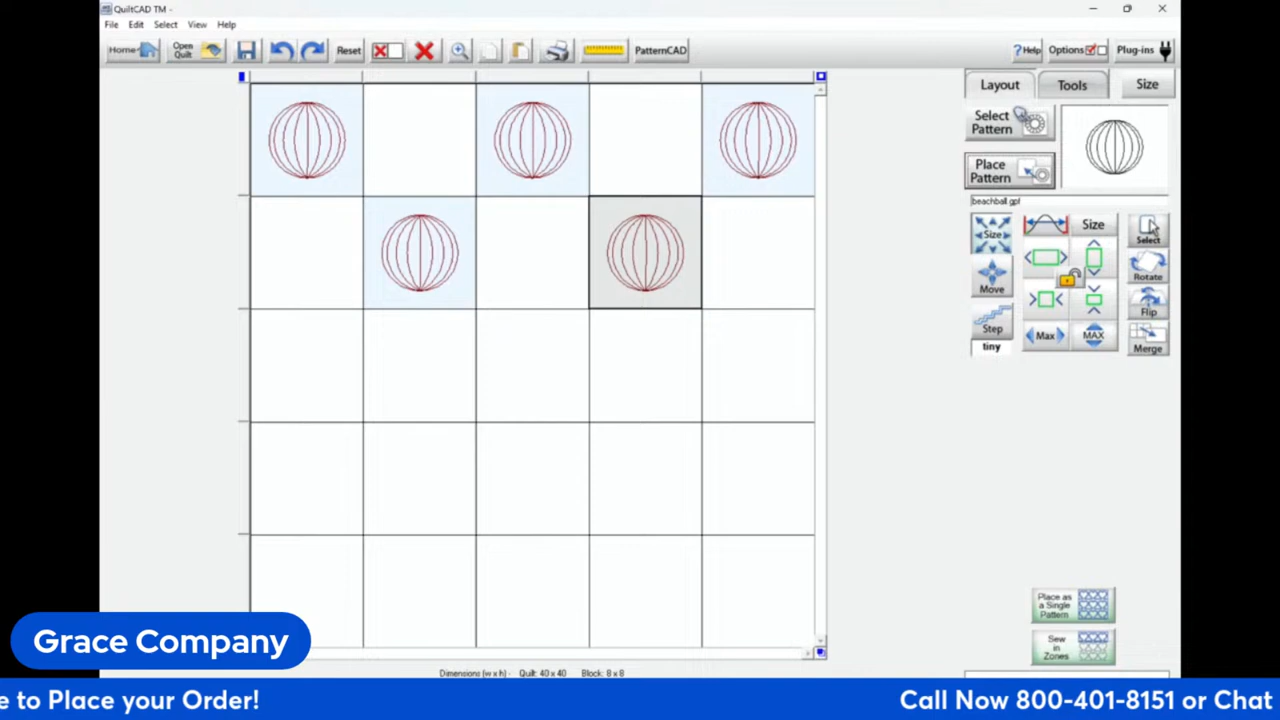 QuiltCAD TM -
File Edit Select View Help
Home Open Quilt Reset PatternCAD ?Help Options Plug-ins
Layout Tools Size
Select Pattern
Place Pattern
beachball.gpf
Size Size Select
Move Rotate
Step Flip
tiny Max MAX Merge
Place as a Single Pattern
Sew in Zones
Grace Company
Dimensions (w x h) - Quilt: 40 x 40 Block: 8 x 8
e to Place your Order! Call Now 800-401-8151 or Chat